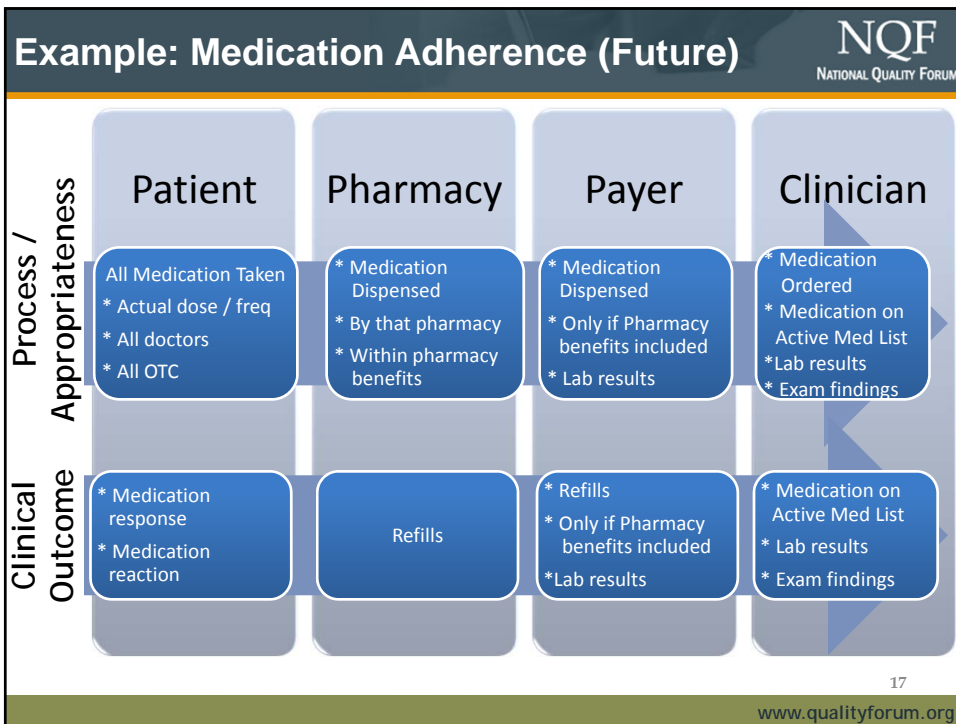 Example: Medication Adherence (Future)
NQF
NATIONAL QUALITY FORUM
Patient
Pharmacy
Payer
Clinician
Process /
Appropriateness
All Medication Taken
* Actual dose / freq
* All doctors
* All OTC
* Medication
Dispensed
* By that pharmacy
* Within pharmacy
benefits
* Medication
Dispensed
* Only if Pharmacy
benefits included
* Lab results
* Medication
Ordered
* Medication on
Active Med List
*Lab results
* Exam findings
Clinical
Outcome
* Medication
response
* Medication
reaction
Refills
* Refills
* Only if Pharmacy
benefits included
*Lab results
* Medication on
Active Med List
* Lab results
* Exam findings
17
www.qualityforum.org